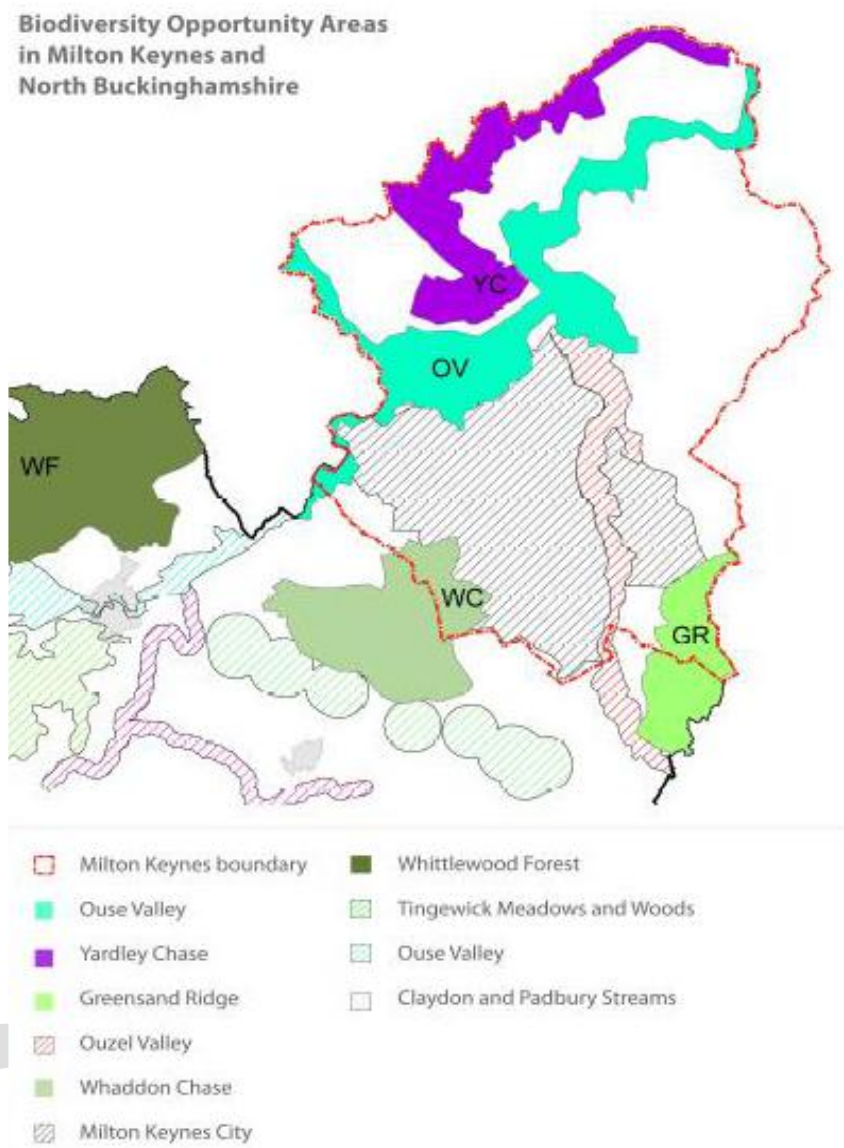 Biodiversity Opportunity Areas
in Milton Keynes and
North Buckinghamshire
YC
OV
WF
WC
GR
Milton Keynes boundary
Ouse Valley
Yardley Chase
Greensand Ridge
Ouzel Valley
Whaddon Chase
Milton Keynes City
Whittlewood Forest
Tingewick Meadows and Woods
Ouse Valley
Claydon and Padbury Streams